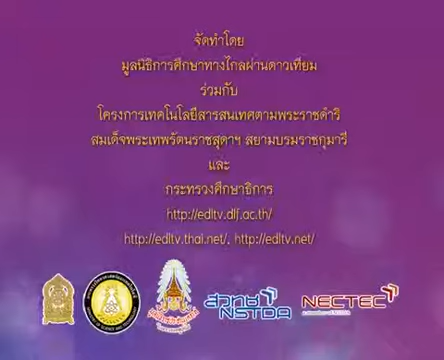 จัดทำโดย
มูลนิธิการศึกษาทางไกลผ่านดาวเทียม
ร่วมกับ
โครงการเทคโนโลยีสารสนเทศตามพระราชดำริ
สมเด็จพระเทพรัตนราชสุดาฯ สยามบรมราชกุมารี
และ
กระทรวงศึกษาธิการ
http://edltv.dlf.ac.th/
http://edltv.thai.net/, http://edltv.net/
สวทช NECTEC
NSTDA